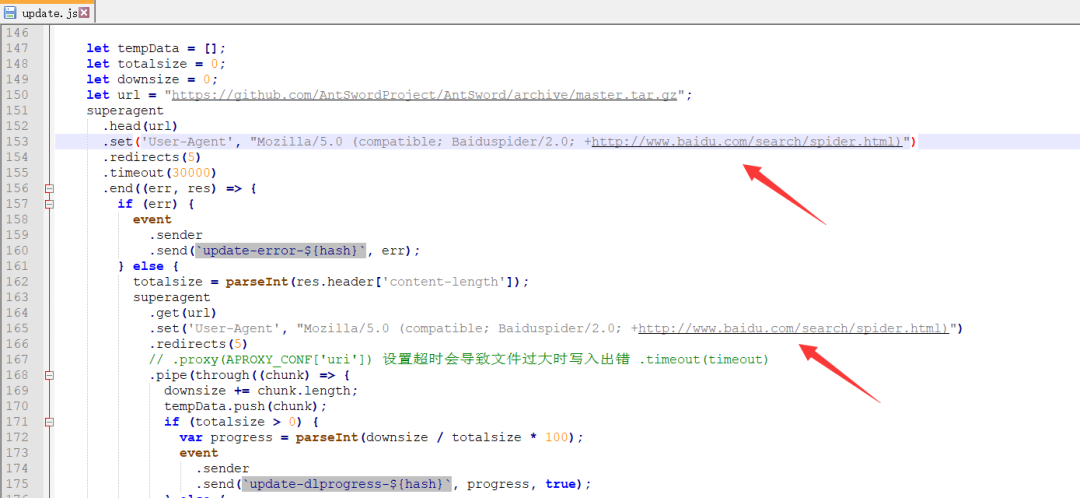 update.js
146
147 let tempData = [];
148 let totalsize = 0;
149 let downsize = 0;
150 let url = "https://github.com/AntSwordProject/AntSword/archive/master.tar.gz";
151 superagent
152 .head(url)
153 .set('User-Agent', "Mozilla/5.0 (compatible; Baiduspider/2.0; +http://www.baidu.com/search/spider.html)")
154 .redirects(5)
155 .timeout(30000)
156 .end((err, res) => {
157 if (err) {
158 event
159 .sender
160 .send(`update-error-${hash}`, err);
161 } else {
162 totalsize = parseInt(res.header['content-length']);
163 superagent
164 .get(url)
165 .set('User-Agent', "Mozilla/5.0 (compatible; Baiduspider/2.0; +http://www.baidu.com/search/spider.html)")
166 .redirects(5)
167 // .proxy(APROXY_CONF['uri']) 设置超时会导致文件过大时写入出错 .timeout(timeout)
168 .pipe(through((chunk) => {
169 downsize += chunk.length;
170 tempData.push(chunk);
171 if (totalsize > 0) {
172 var progress = parseInt(downsize / totalsize * 100);
173 event
174 .sender
175 .send(`update-dlprogress-${hash}`, progress, true);
176 } else {